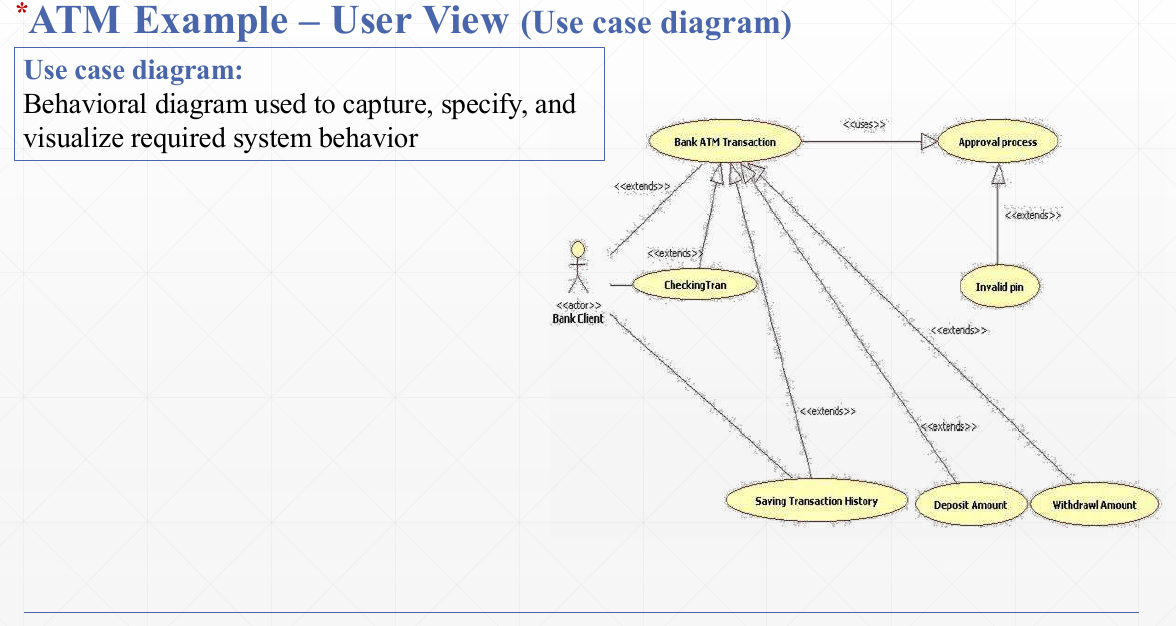 *ATM Example – User View (Use case diagram)
Use case diagram:
Behavioral diagram used to capture, specify, and
visualize required system behavior
<<uses>>
Bank ATM Transaction
Approval process
<<extends>>
<<extends>>
<<extends>>
CheckingTran
Invalid pin
<<actor>>
Bank Client
<<extends>>
<<extends>>
<<extends>>
Saving Transaction History
Deposit Amount
Withdrawl Amount